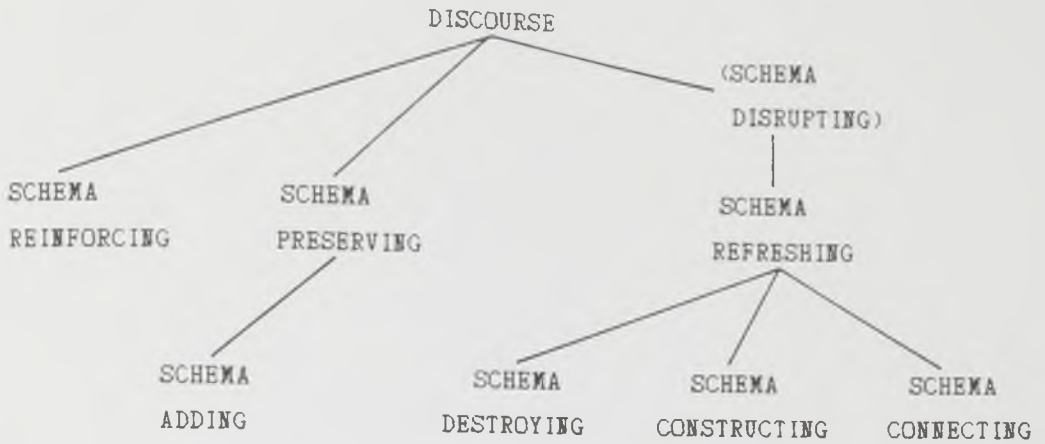 DISCOURSE
(SCHEMA
DISRUPTING)
SCHEMA
REINFORCING
SCHEMA
PRESERVING
SCHEMA
REFRESHING
SCHEMA
ADDING
SCHEMA
DESTROYING
SCHEMA
CONSTRUCTING
SCHEMA
CONNECTING